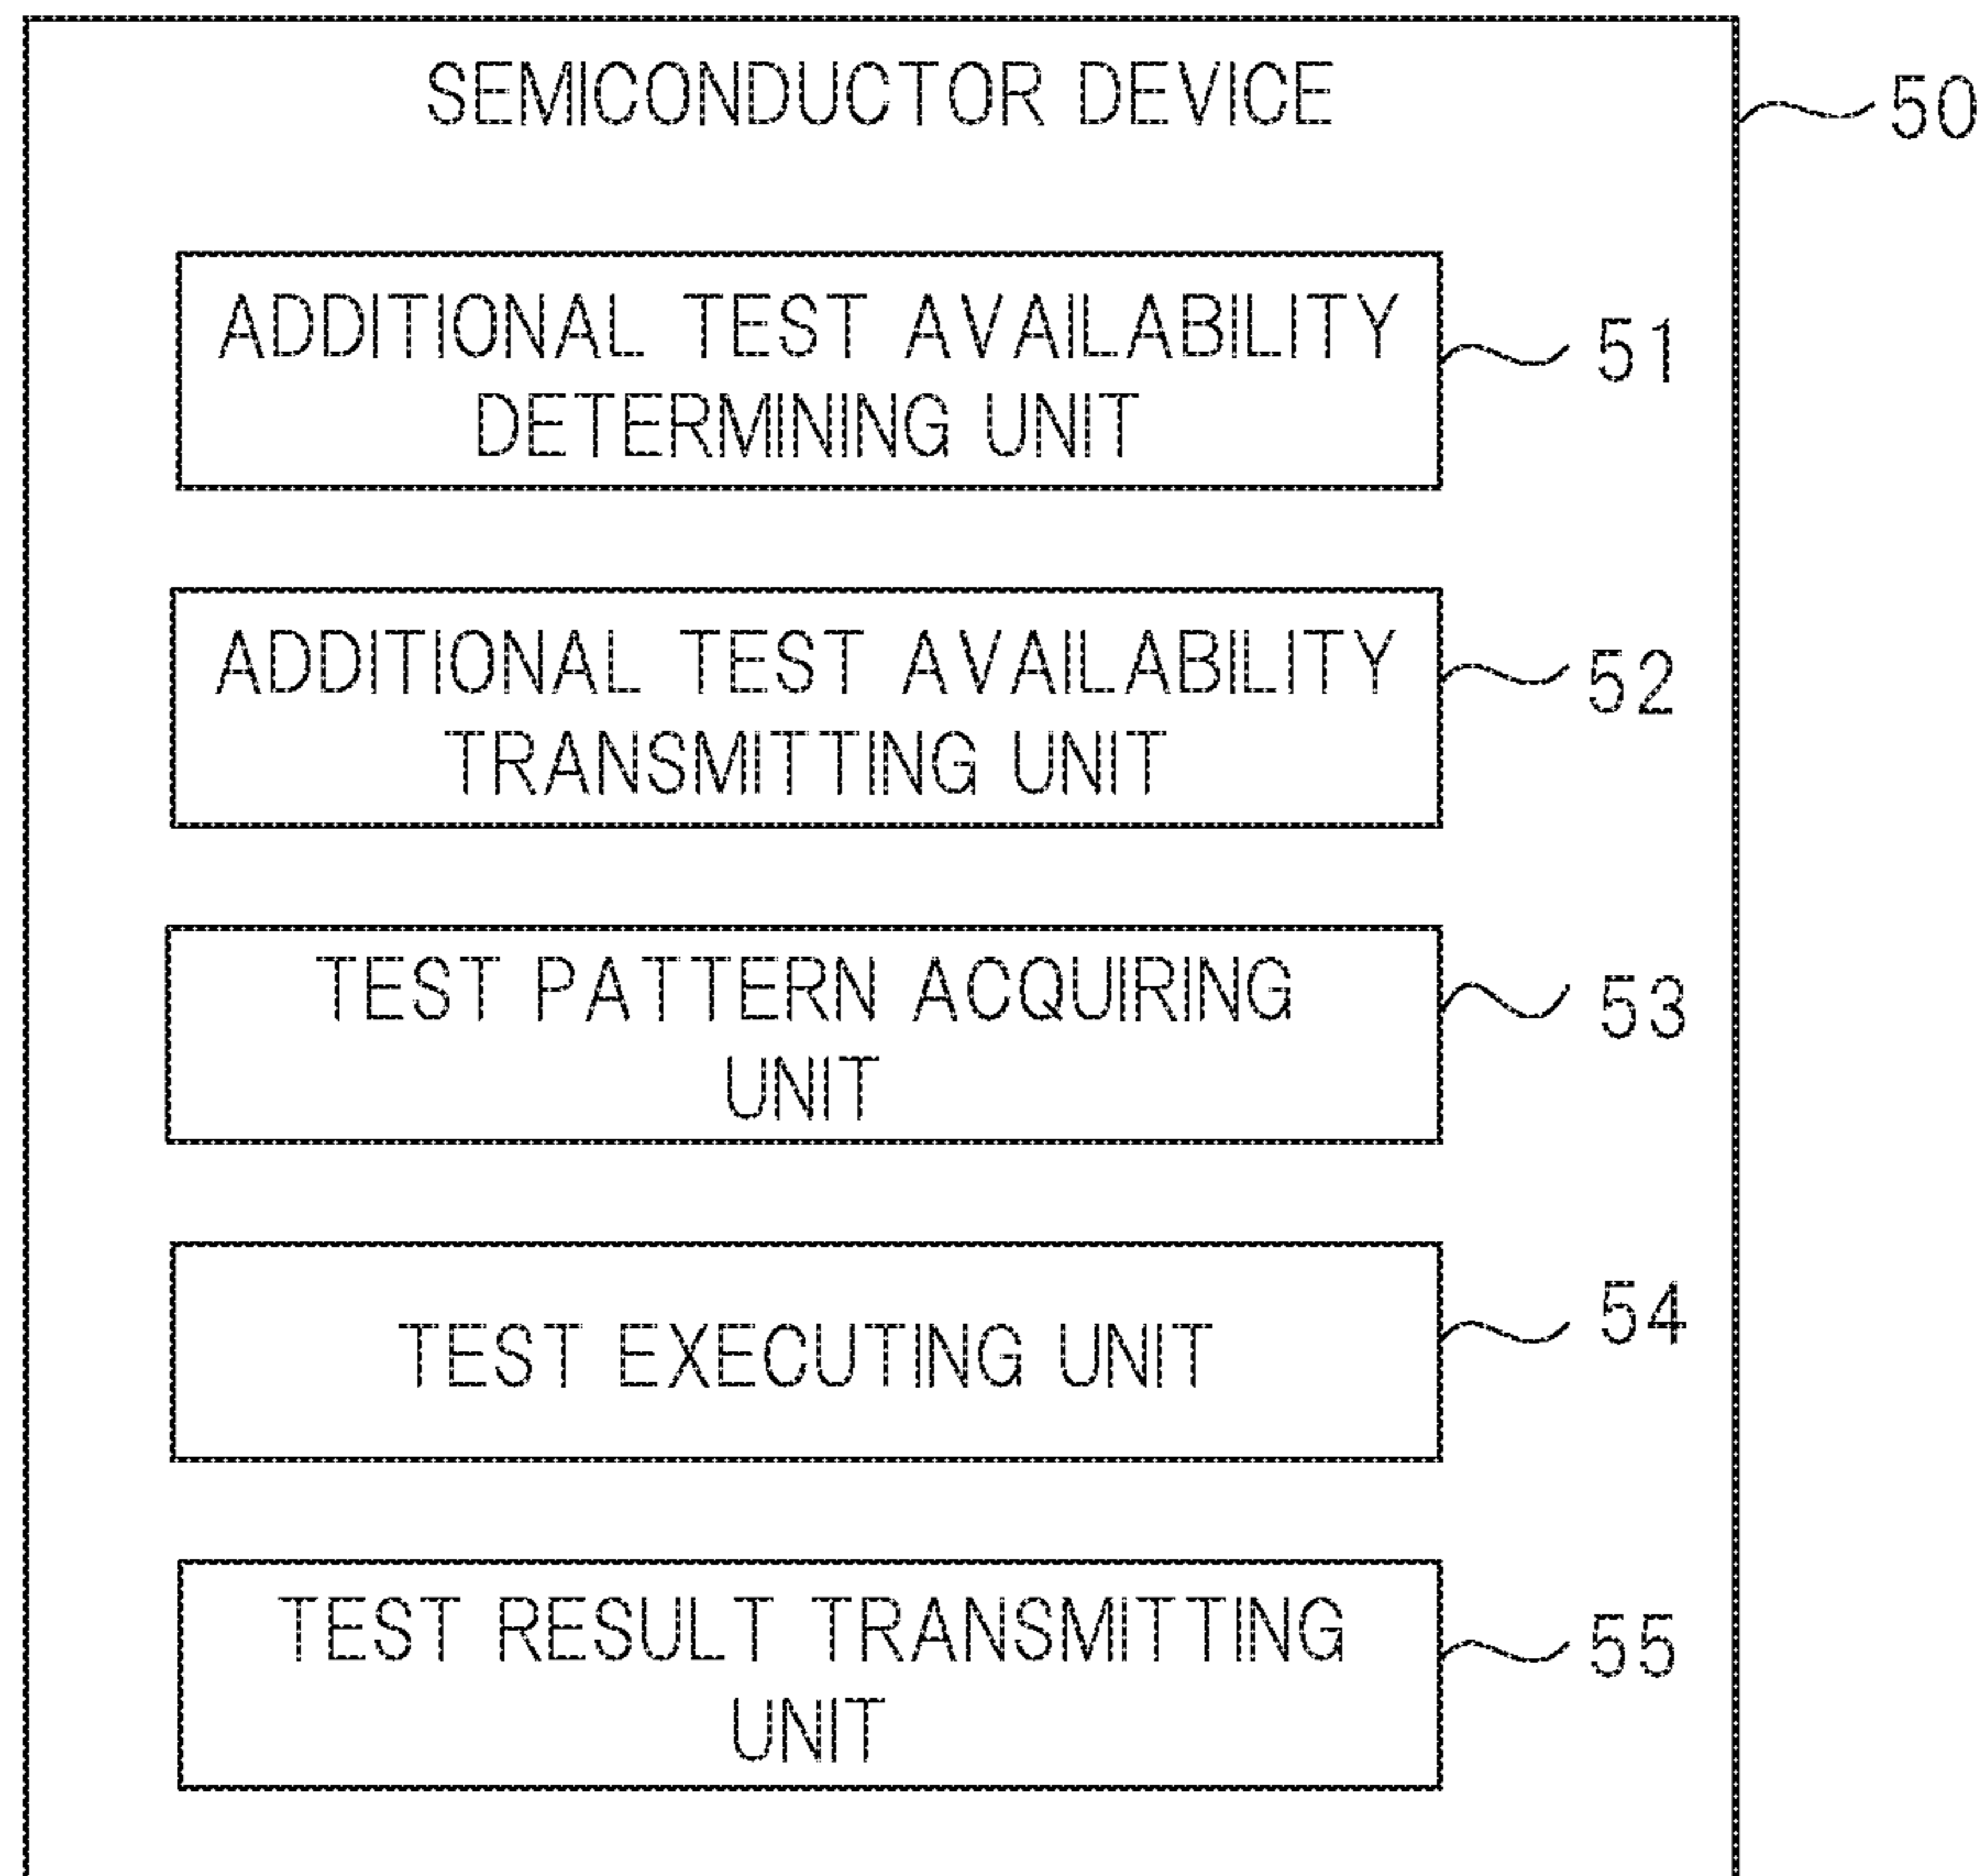 SEMICONDUCTOR DEVICE
50
ADDITIONAL TEST AVAILABILITY
DETERMINING UNIT
51
ADDITIONAL TEST AVAILABILITY
TRANSMITTING UNIT
52
TEST PATTERN ACQUIRING
UNIT
53
TEST EXECUTING UNIT
54
TEST RESULT TRANSMITTING
UNIT
55